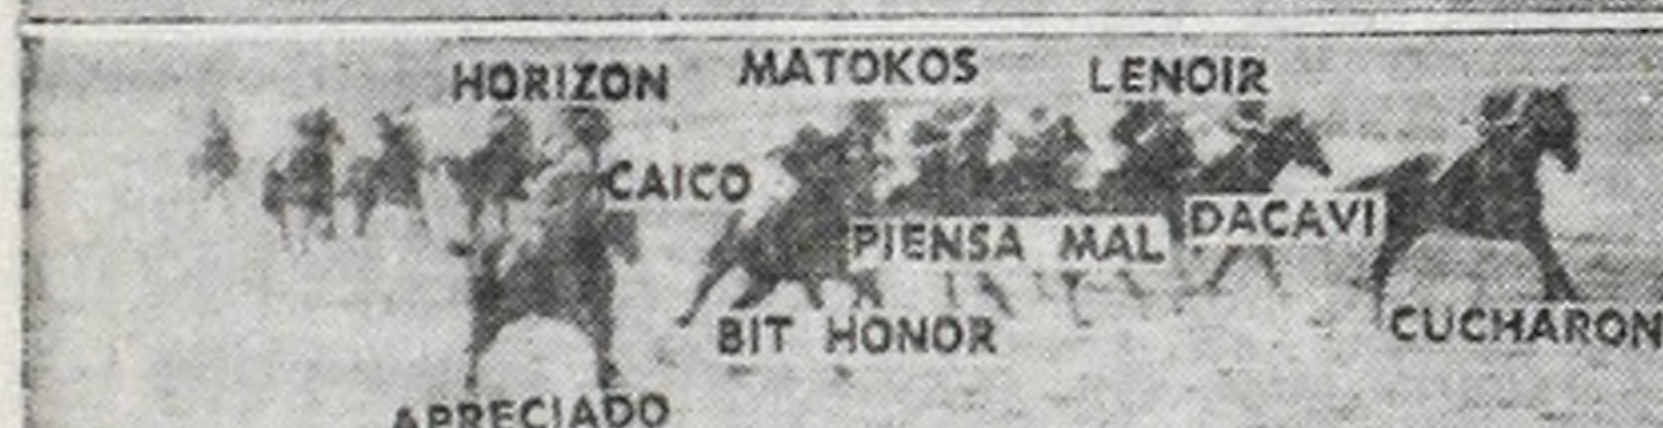 HORIZON
MATOKOS
LENOIR
CAICO
PIENSA MAL
DACAVI
BIT HONOR
CUCHARON
APRECIADO